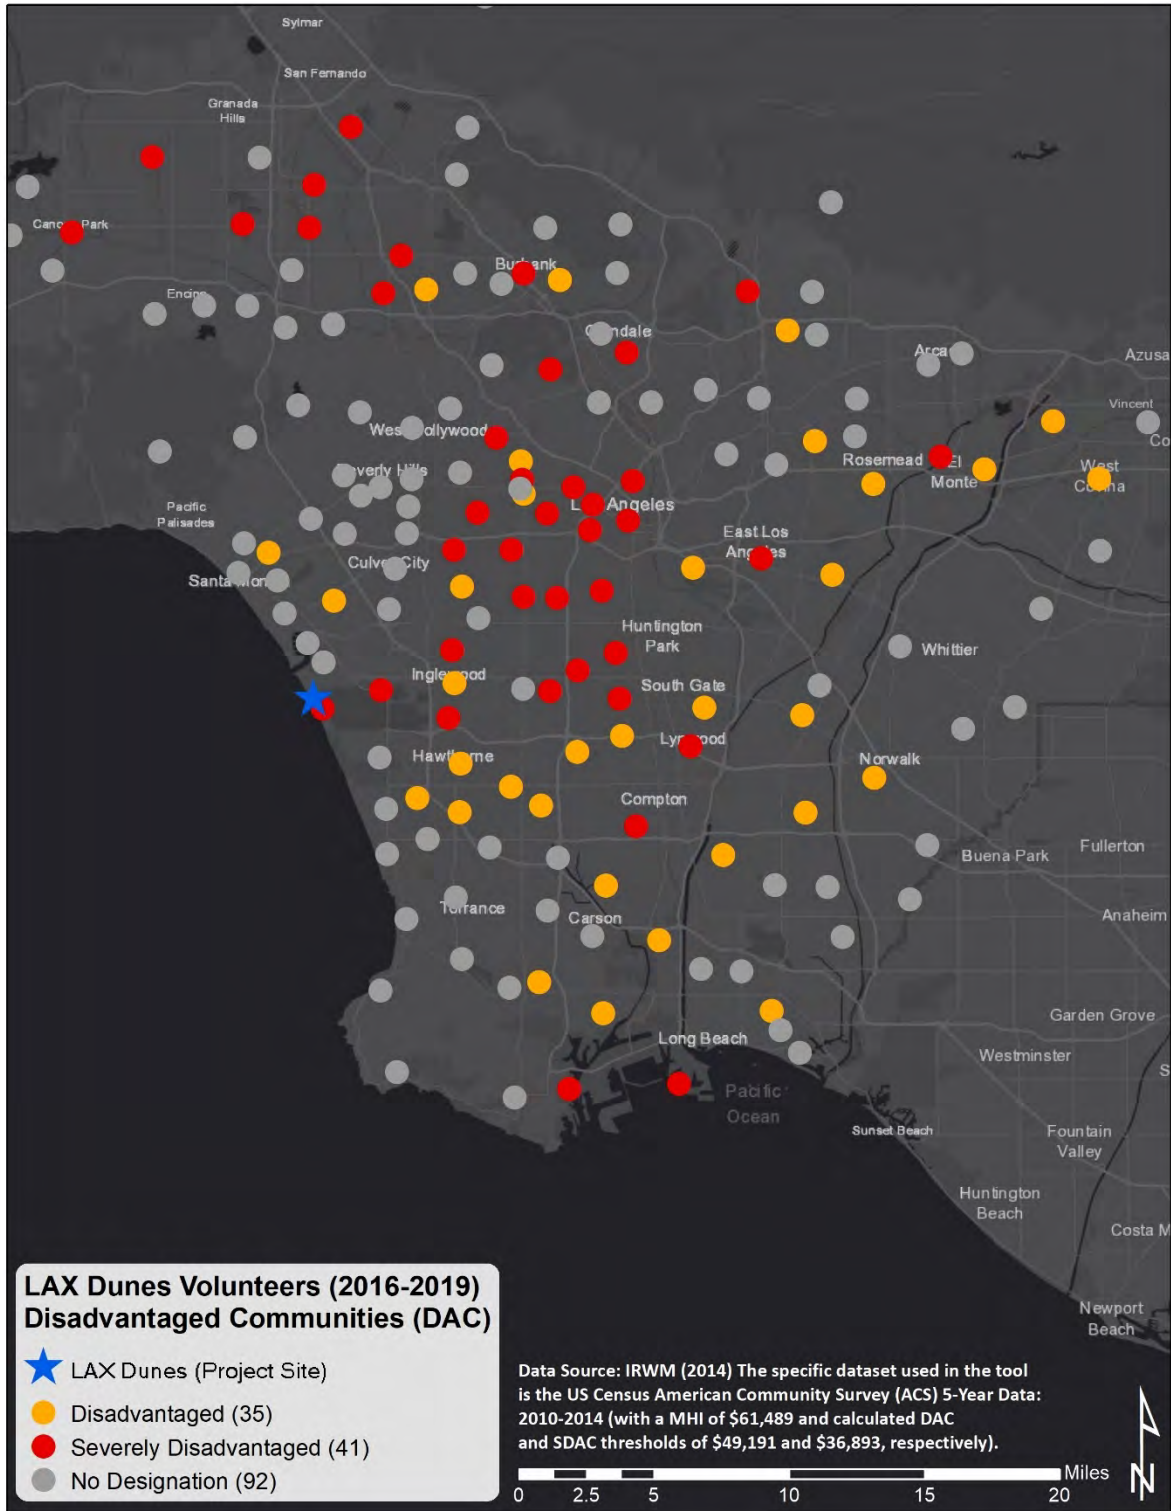 Sylmar
San Fernando
Granada
Hills
Burbank
Encino
Glendale
Azusa
Vincent
West Hollywood
Rosemead
El
Monte
West
Covina
Beverly Hills
Pacific
Palisades
Los Angeles
East Los
Angeles
Culver City
Santa Moni
Huntington
Park
Whittier
Inglewood
South Gate
Lynwood
Hawthorne
Norwalk
Compton
Buena Park
Fullerton
Torrance
Carson
Anaheim
Garden Grove
Long Beach
Westminster
Pacific
Ocean
Sunset Beach
Fountain
Valley
Huntington
Beach
Costa M
Newport
Beach
LAX Dunes Volunteers (2016-2019)
Disadvantaged Communities (DAC)
LAX Dunes (Project Site)
Disadvantaged (35)
Severely Disadvantaged (41)
No Designation (92)
Data Source: IRWM (2014) The specific dataset used in the tool
is the US Census American Community Survey (ACS) 5-Year Data:
2010-2014 (with a MHI of $61,489 and calculated DAC
and SDAC thresholds of $49,191 and $36,893, respectively).
Miles
0 2.5 5 10 15 20
N